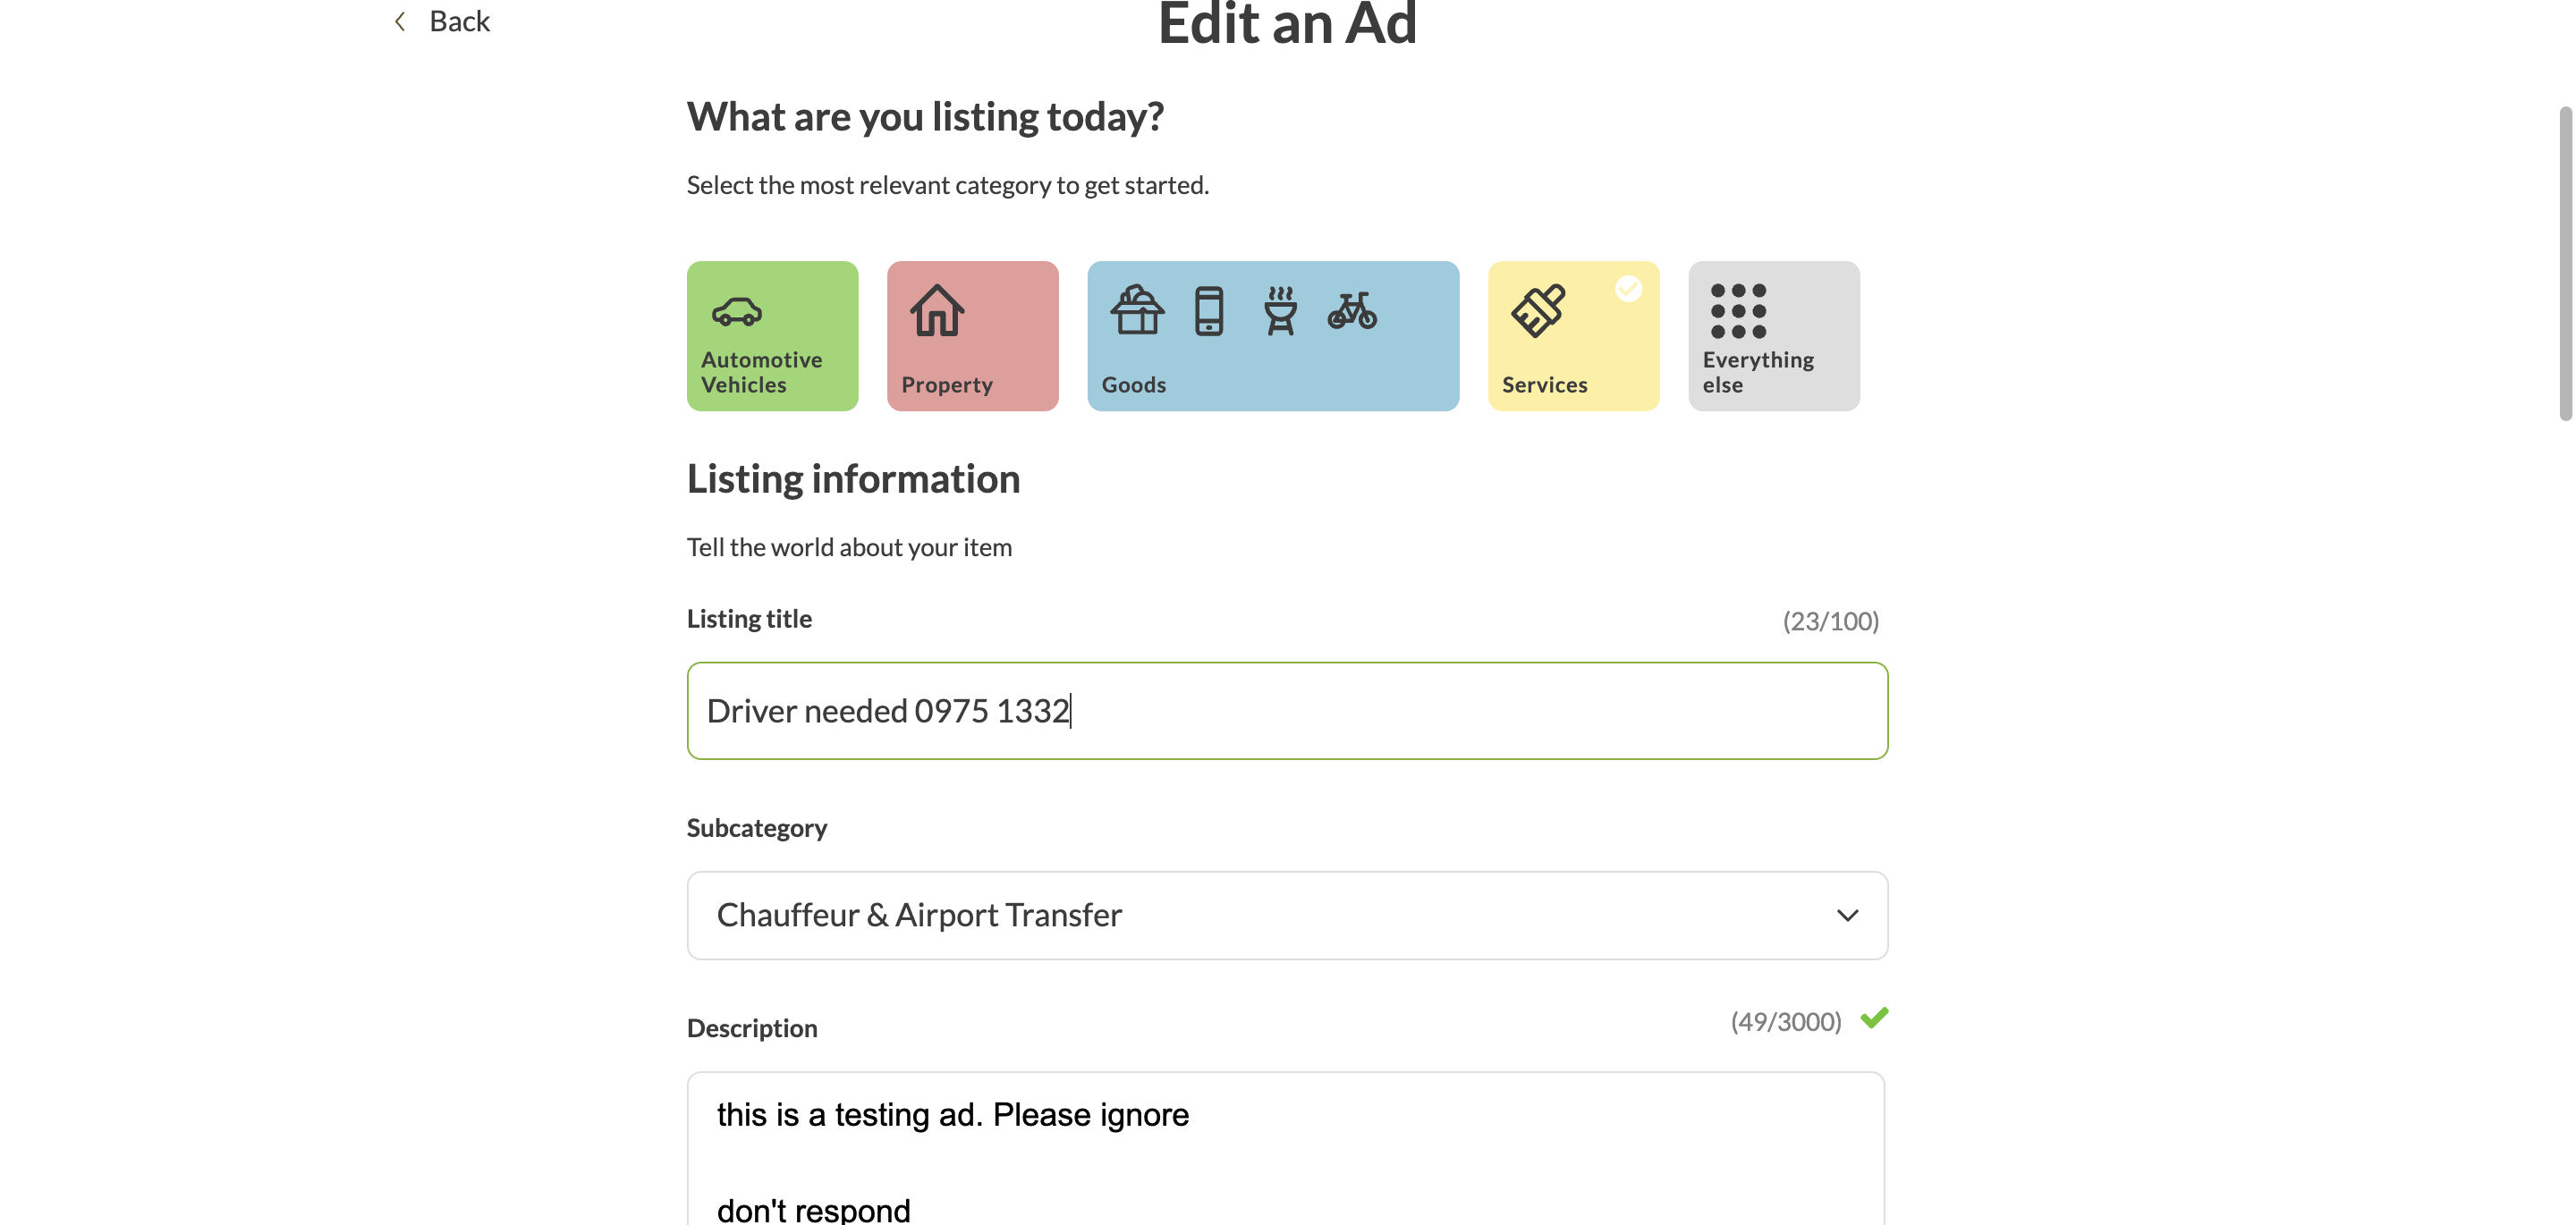 Back
Edit an Ad
What are you listing today?
Select the most relevant category to get started.
Automotive
Vehicles
Property
Goods
Services
Everything
else
Listing information
Tell the world about your item
Listing title
(23/100)
Driver needed 0975 1332
Subcategory
Chauffeur & Airport Transfer
Description
(49/3000)
this is a testing ad. Please ignore
don't respond